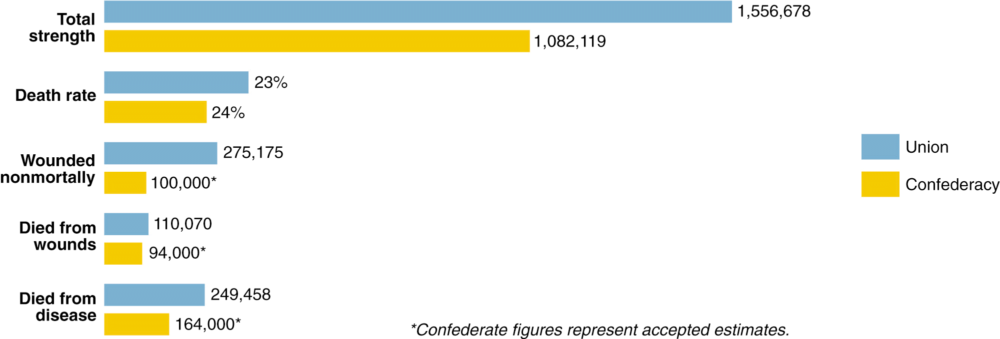 Total
strength
1,556,678
1,082,119
Death rate
23%
24%
Wounded
nonmortally
275,175
100,000*
Died from
wounds
110,070
94,000*
Died from
disease
249,458
164,000*
Union
Confederacy
*Confederate figures represent accepted estimates.